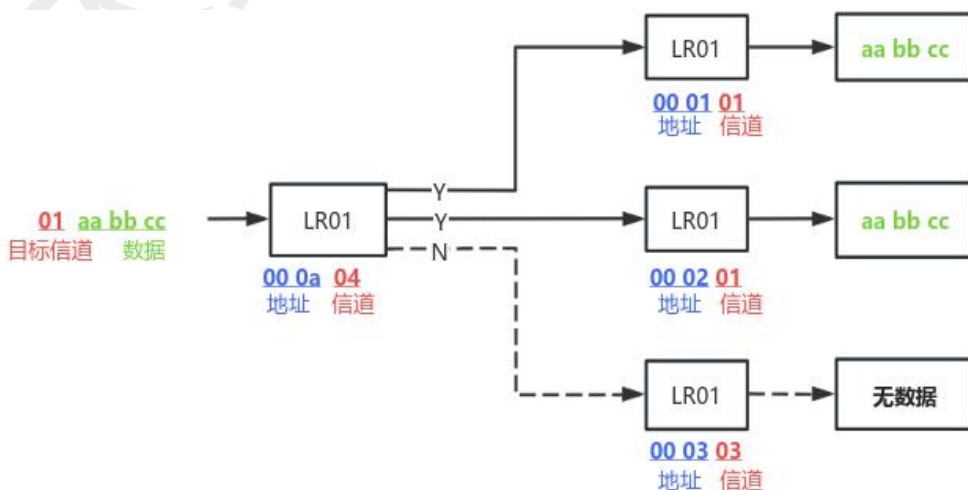 LR01
aa bb cc
00 01 01
地址 信道
Y
01 aa bb cc
目标信道 数据
LR01
Y
LR01
aa bb cc
N
00 0a 04
地址 信道
00 02 01
地址 信道
LR01
无数据
00 03 03
地址 信道